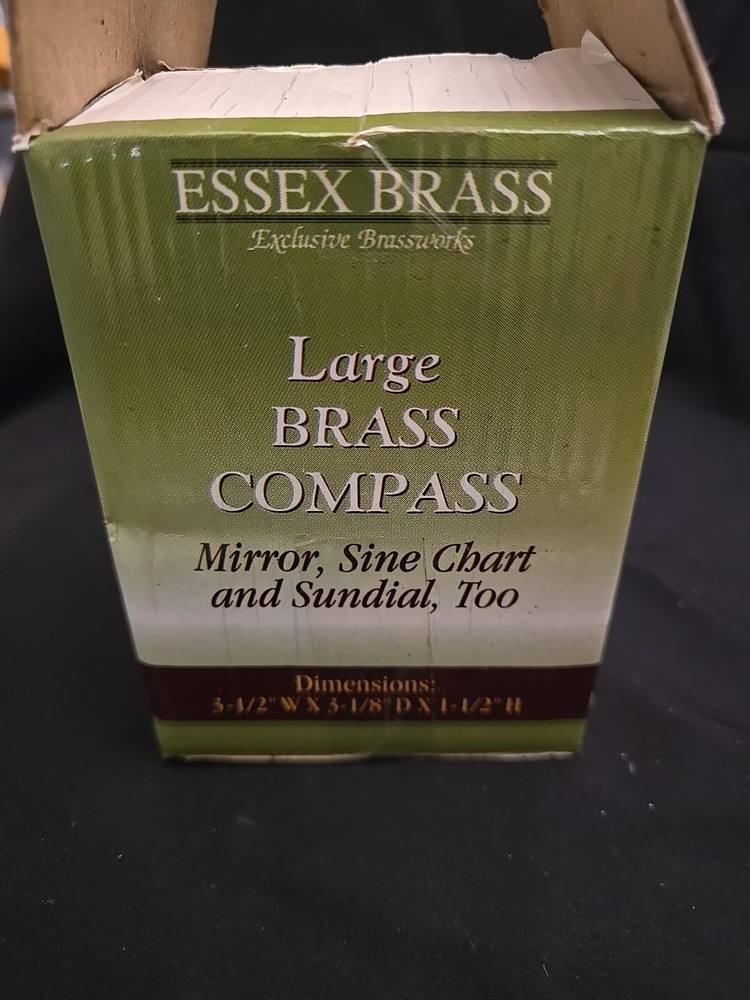 ESSEX BRASS
Exclusive Brassworks
Large
BRASS
COMPASS
Mirror, Sine Chart
and Sundial, Too
Dimensions:
3-1/2" W X 3-1/8" D X 1-1/2" H